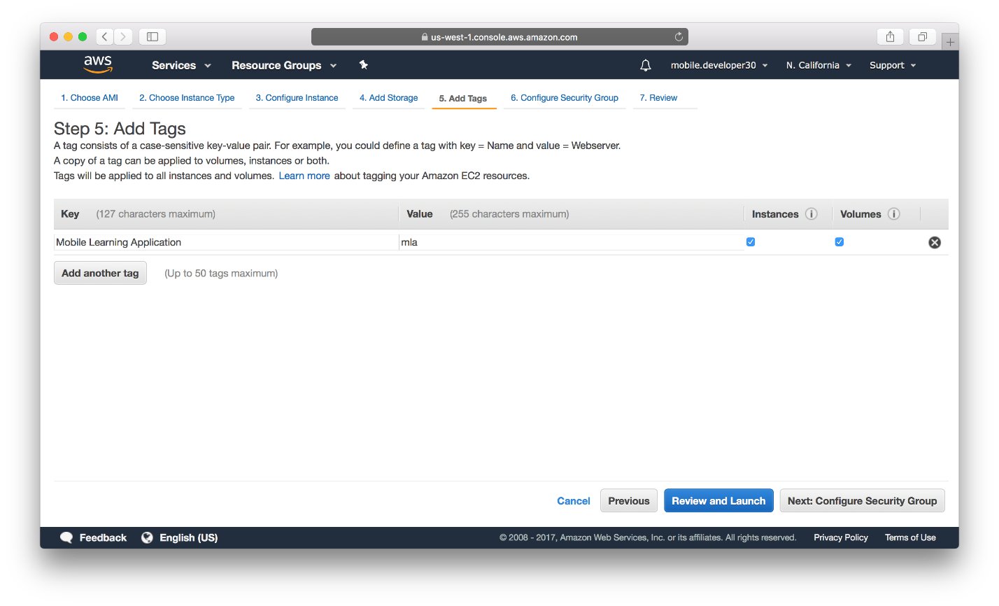 us-west-1.console.aws.amazon.com
aws Services Resource Groups mobile.developer30 N. California Support
1. Choose AMI 2. Choose Instance Type 3. Configure Instance 4. Add Storage 5. Add Tags 6. Configure Security Group 7. Review
Step 5: Add Tags
A tag consists of a case-sensitive key-value pair. For example, you could define a tag with key = Name and value = Webserver.
A copy of a tag can be applied to volumes, instances or both.
Tags will be applied to all instances and volumes. Learn more about tagging your Amazon EC2 resources.
Key (127 characters maximum) Value (255 characters maximum) Instances i Volumes i
Mobile Learning Application mla
Add another tag (Up to 50 tags maximum)
Cancel Previous Review and Launch Next: Configure Security Group
Feedback English (US) © 2008 - 2017, Amazon Web Services, Inc. or its affiliates. All rights reserved. Privacy Policy Terms of Use